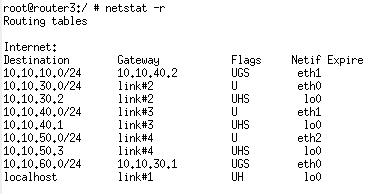 root@router3:/ # netstat -r
Routing tables

Internet:
Destination Gateway Flags Netif Expire
10.10.10.0/24 10.10.40.2 UGS eth1
10.10.30.0/24 link#2 U eth0
10.10.30.2 link#2 UHS lo0
10.10.40.0/24 link#3 U eth1
10.10.40.1 link#3 UHS lo0
10.10.50.0/24 link#4 U eth2
10.10.50.3 link#4 UHS lo0
10.10.60.0/24 10.10.30.1 UGS eth0
localhost link#1 UH lo0